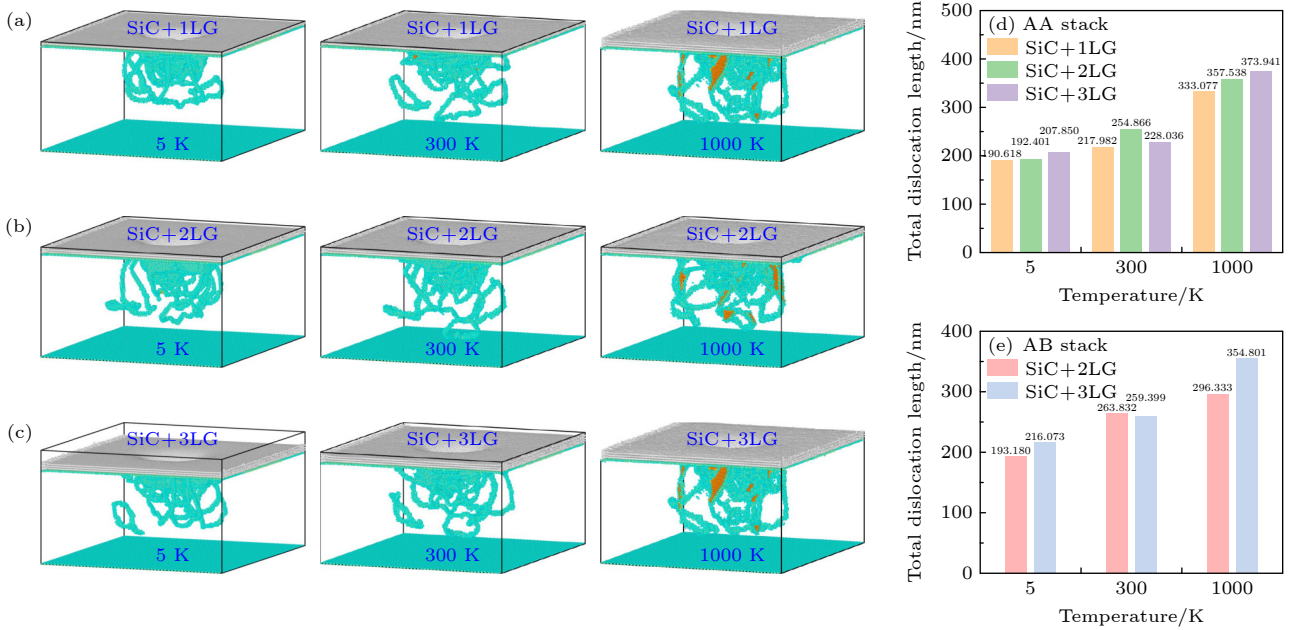 (a)
SiC+1LG
SiC+1LG
SiC+1LG
5 K
300 K
1000 K
(b)
SiC+2LG
SiC+2LG
SiC+2LG
5 K
300 K
1000 K
(c)
SiC+3LG
SiC+3LG
SiC+3LG
5 K
300 K
1000 K
Total dislocation length/nm
500
400
300
200
100
0
(d) AA stack
SiC+1LG
SiC+2LG
SiC+3LG
190.618
192.401
207.850
217.982
254.866
228.036
333.077
357.538
373.941
5
300
1000
Temperature/K
Total dislocation length/nm
400
300
200
100
0
(e) AB stack
SiC+2LG
SiC+3LG
193.180
216.073
263.832
259.399
296.333
354.801
5
300
1000
Temperature/K